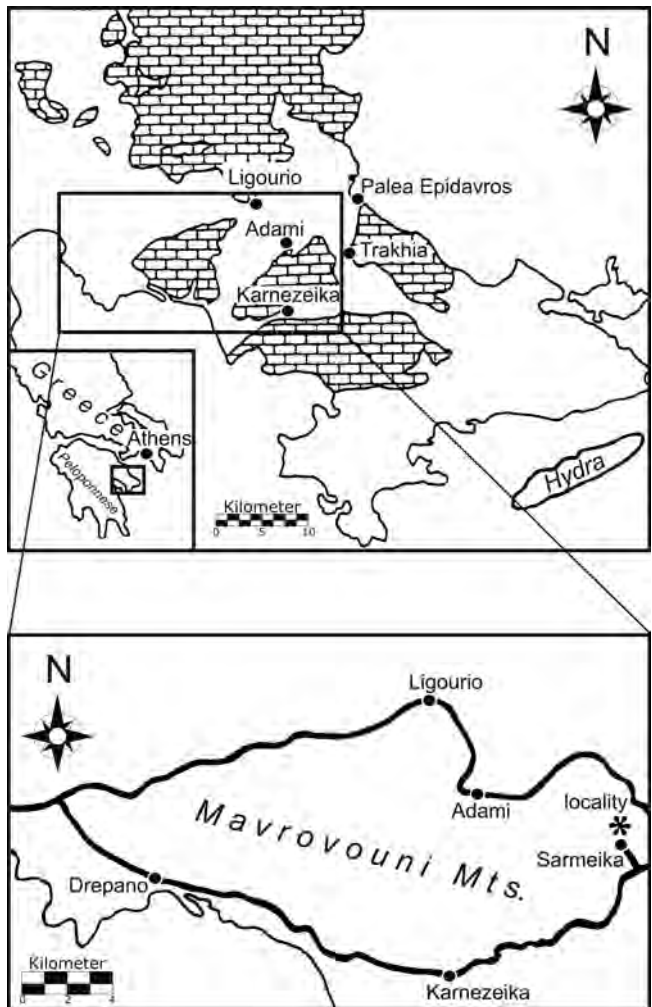 N
Ligourio
Palea Epidavros
Adami
Trakhia
Karnezeika
Greece
Athens
Peloponnese
Kilometer
0 5 10
Hydra
N
Lîgourio
Adami
locality
*
Sarmeika
Mavrovouni Mts.
Drepano
Kilometer
0 2 4
Karnezeika